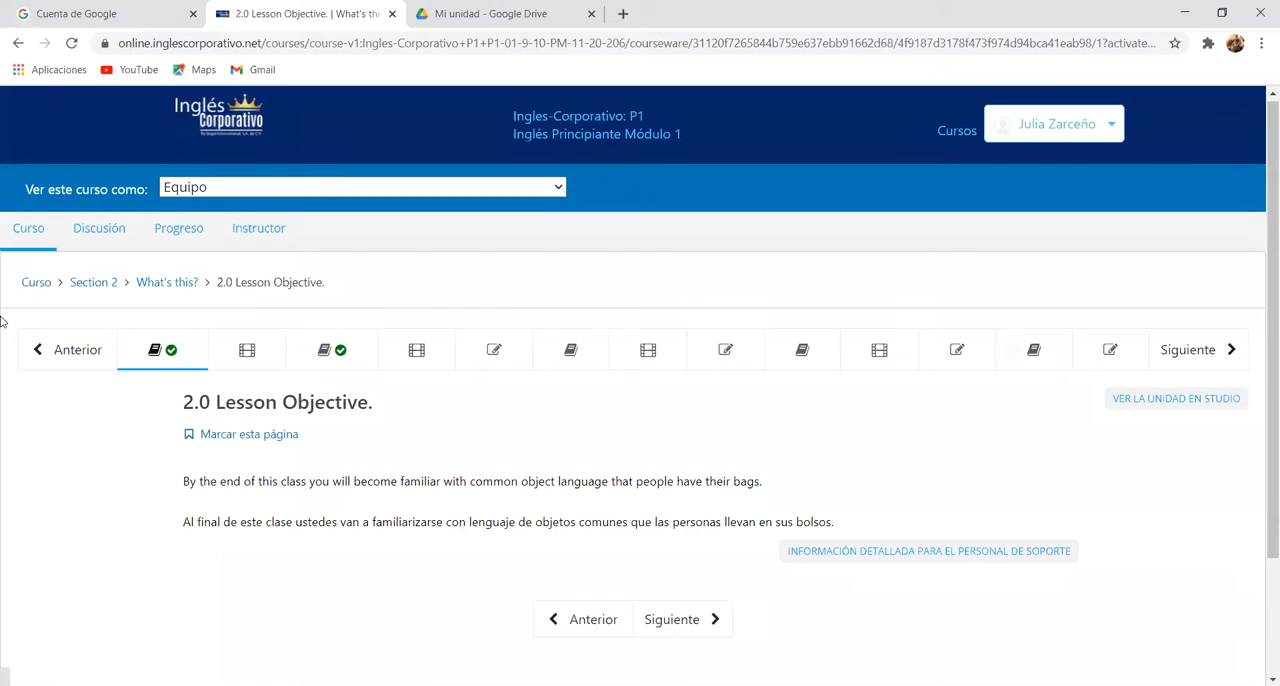 Cuenta de Google
2.0 Lesson Objective. | What's thi
Mi unidad - Google Drive
online.inglescorporativo.net/courses/course-v1:Ingles-Corporativo+P1+P1-01-9-10-PM-11-20-206/courseware/31120f7265844b759e637ebb91662d68/4f9187d3178f473f974d94bca41eab98/1?activate...
Aplicaciones YouTube Maps Gmail
Inglés
Corporativo
Ingles-Corporativo: P1
Inglés Principiante Módulo 1
Cursos
Julia Zarceño
Ver este curso como: Equipo
Curso Discusión Progreso Instructor
Curso > Section 2 > What's this? > 2.0 Lesson Objective.
Anterior
Siguiente
2.0 Lesson Objective.
VER LA UNIDAD EN STUDIO
Marcar esta página
By the end of this class you will become familiar with common object language that people have their bags.
Al final de este clase ustedes van a familiarizarse con lenguaje de objetos comunes que las personas llevan en sus bolsos.
INFORMACIÓN DETALLADA PARA EL PERSONAL DE SOPORTE
Anterior Siguiente